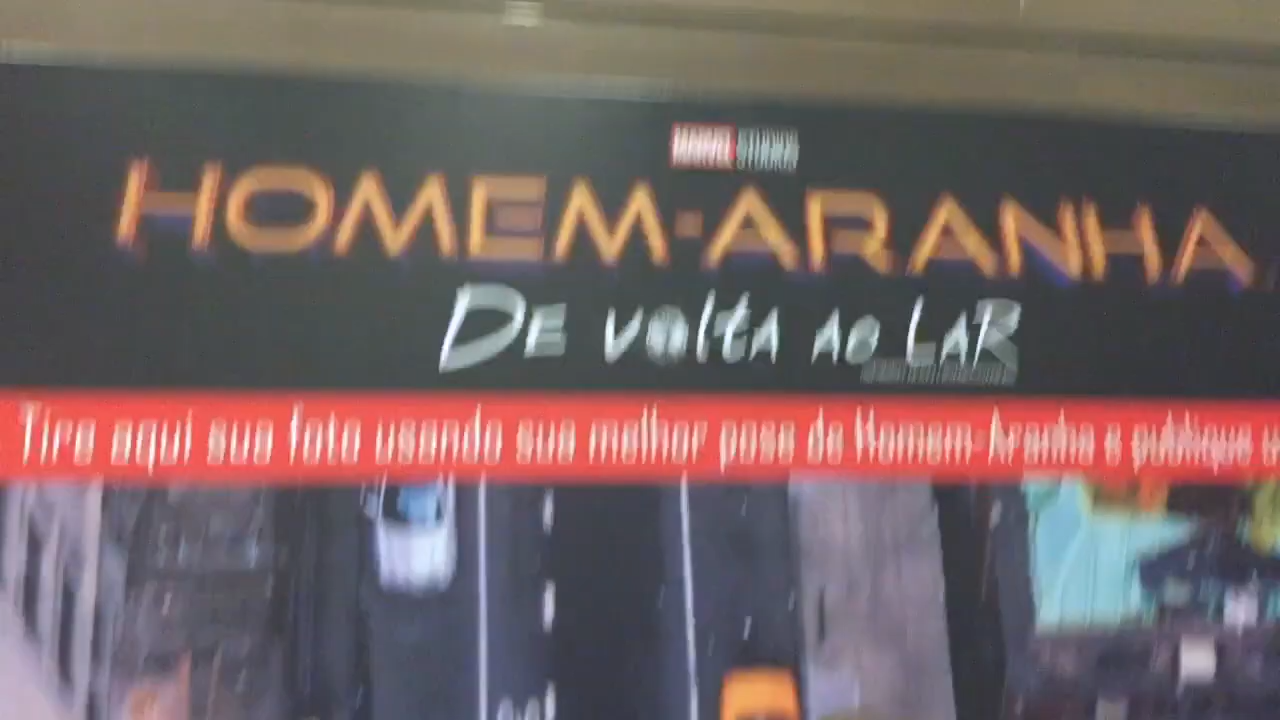 MARVEL STUDIOS
HOMEM-ARANHA
DE VOLTA AO LAR
Tire aqui sua foto usando sua melhor pose do Homem-Aranha e publique